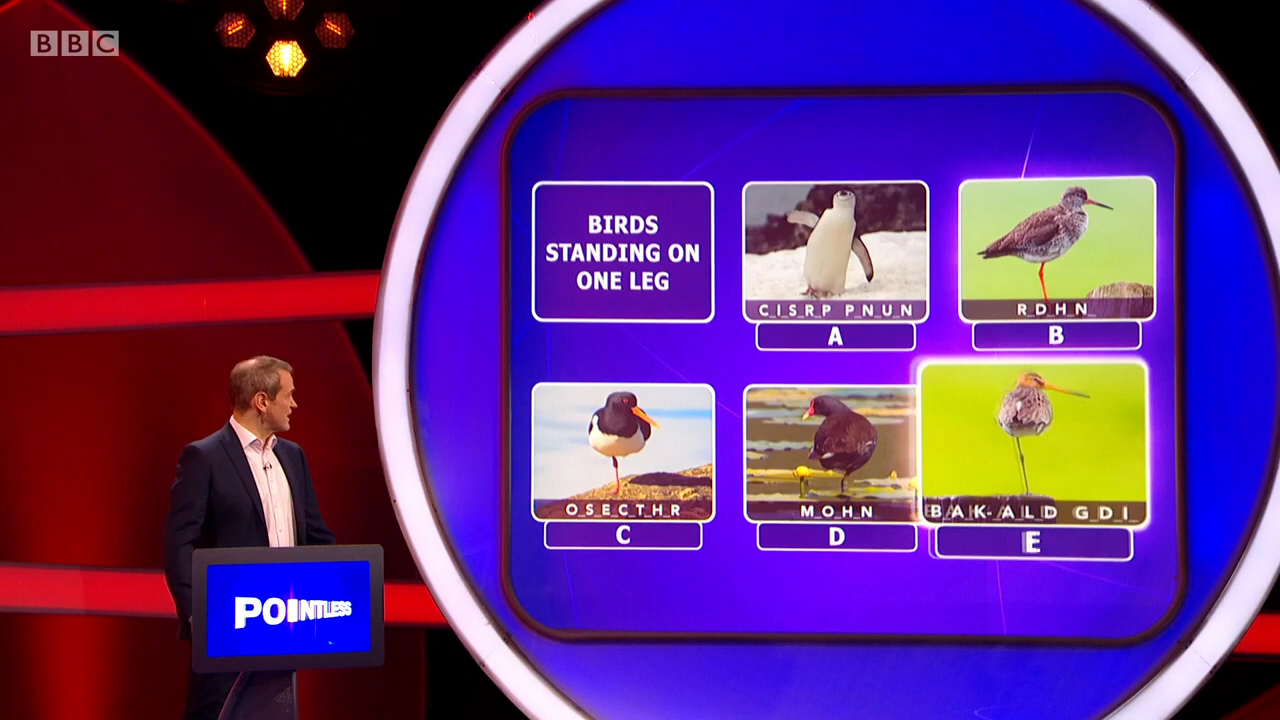 BBC
BIRDS
STANDING ON
ONE LEG
C_I_S_R_P P_N_U_N
A
R_D_H_N_
B
O_S_E_C_T_H_R
C
M_O_H_N
D
B_A_K-_A_L_D G_D_I_
E
POINTLESS